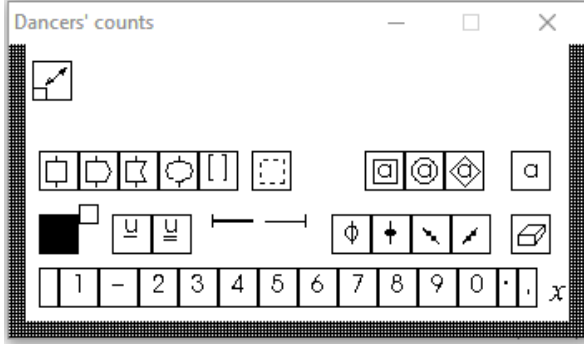 Dancers' counts
[ ] a a a a
u u
1 - 2 3 4 5 6 7 8 9 0 . , x